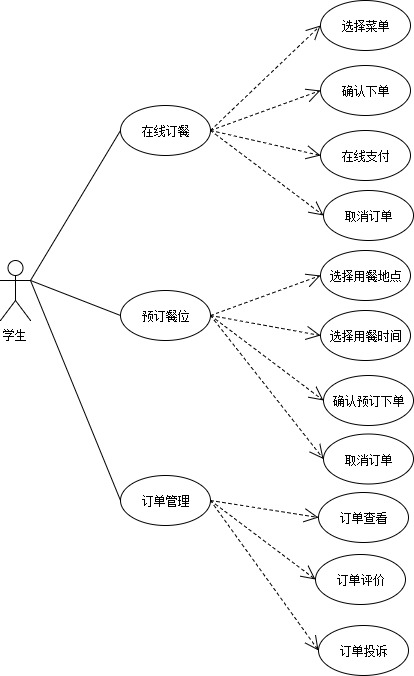 选择菜单
确认下单
在线订餐
在线支付
取消订单
选择用餐地点
学生
预订餐位
选择用餐时间
确认预订下单
取消订单
订单管理
订单查看
订单评价
订单投诉